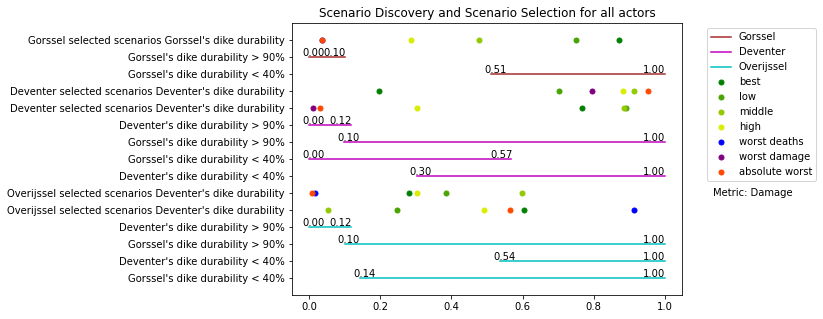 Scenario Discovery and Scenario Selection for all actors
Gorssel selected scenarios Gorssel's dike durability
Gorssel's dike durability > 90%
0.00 0.10
Gorssel's dike durability < 40%
0.51 1.00
Deventer selected scenarios Deventer's dike durability
Deventer selected scenarios Deventer's dike durability
Deventer's dike durability > 90%
0.00 0.12
Gorssel's dike durability > 90%
0.10 1.00
Gorssel's dike durability < 40%
0.00 0.57
Deventer's dike durability < 40%
0.30 1.00
Overijssel selected scenarios Deventer's dike durability
Overijssel selected scenarios Deventer's dike durability
Deventer's dike durability > 90%
0.00 0.12
Gorssel's dike durability > 90%
0.10 1.00
Deventer's dike durability < 40%
0.54 1.00
Gorssel's dike durability < 40%
0.14 1.00
0.0 0.2 0.4 0.6 0.8 1.0
Gorssel
Deventer
Overijssel
best
low
middle
high
worst deaths
worst damage
absolute worst
Metric: Damage